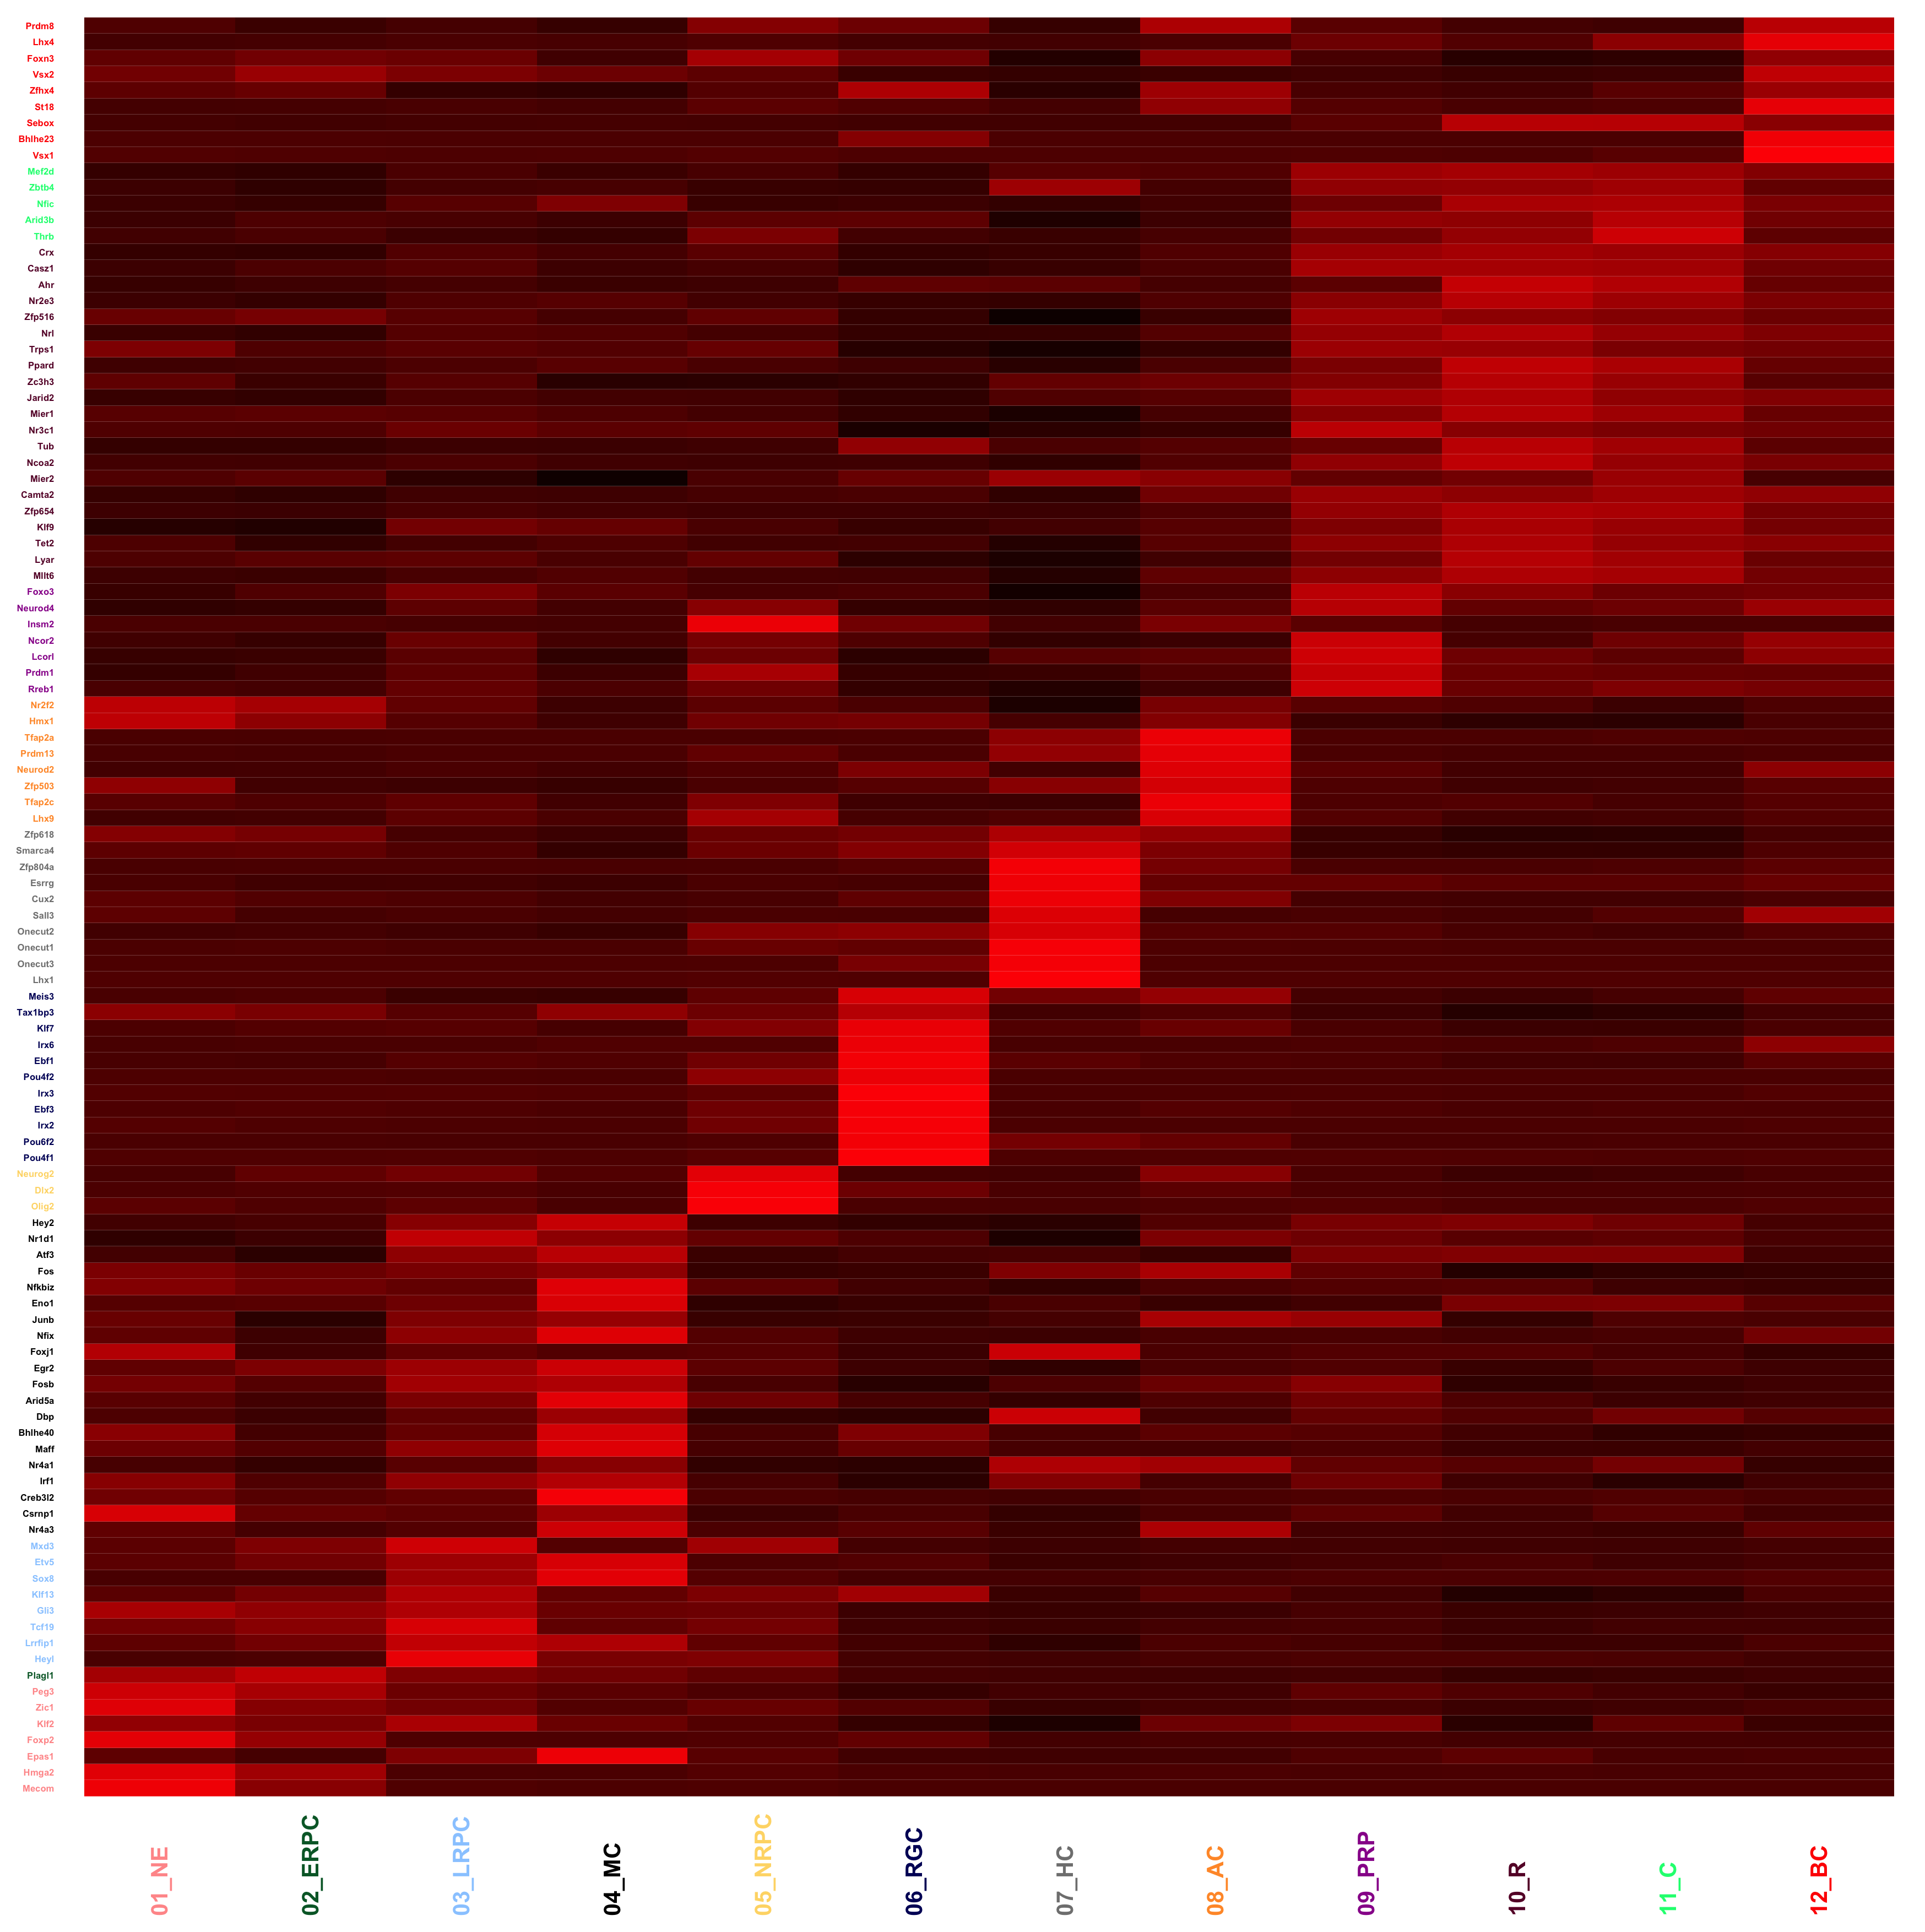 Prdm8
Lhx4
Foxn3
Vsx2
Zfhx4
St18
Sebox
Bhlhe23
Vsx1
Mef2d
Zbtb4
Nfic
Arid3b
Thrb
Crx
Casz1
Ahr
Nr2e3
Zfp516
Nrl
Trps1
Ppard
Zc3h3
Jarid2
Mier1
Nr3c1
Tub
Ncoa2
Mier2
Camta2
Zfp654
Klf9
Tet2
Lyar
Mllt6
Foxo3
Neurod4
Insm2
Ncor2
Lcorl
Prdm1
Rreb1
Nr2f2
Hmx1
Tfap2a
Prdm13
Neurod2
Zfp503
Tfap2c
Lhx9
Zfp618
Smarca4
Zfp804a
Esrrg
Cux2
Sall3
Onecut2
Onecut1
Onecut3
Lhx1
Meis3
Tax1bp3
Klf7
Irx6
Ebf1
Pou4f2
Irx3
Ebf3
Irx2
Pou6f2
Pou4f1
Neurog2
Dlx2
Olig2
Hey2
Nr1d1
Atf3
Fos
Nfkbiz
Eno1
Junb
Nfix
Foxj1
Egr2
Fosb
Arid5a
Dbp
Bhlhe40
Maff
Nr4a1
Irf1
Creb3l2
Csrnp1
Nr4a3
Mxd3
Etv5
Sox8
Klf13
Gli3
Tcf19
Lrrfip1
Heyl
Plagl1
Peg3
Zic1
Klf2
Foxp2
Epas1
Hmga2
Mecom
01_NE
02_ERPC
03_LRPC
04_MC
05_NRPC
06_RGC
07_HC
08_AC
09_PRP
10_R
11_C
12_BC